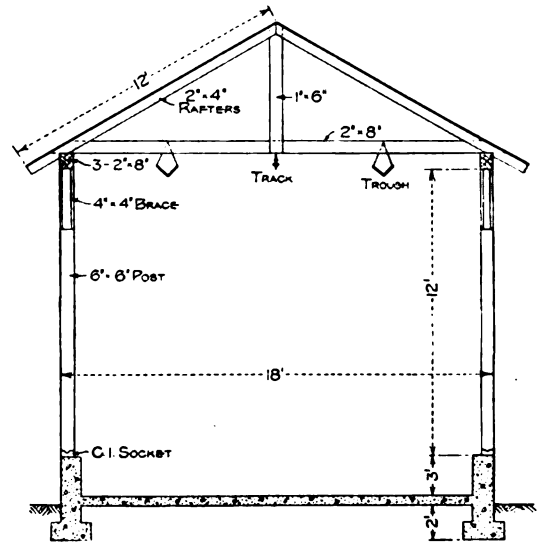 12'
2"×4"
RAFTERS
1"×6"
2"×8"
3-2"×8"
TRACK
TROUGH
4"×4" BRACE
6"×6" POST
12'
18'
C.I. SOCKET
3'
2'